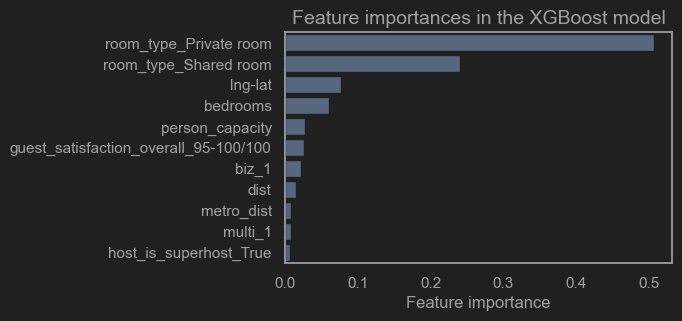 Feature importances in the XGBoost model
room_type_Private room
room_type_Shared room
lng-lat
bedrooms
person_capacity
guest_satisfaction_overall_95-100/100
biz_1
dist
metro_dist
multi_1
host_is_superhost_True
0.0 0.1 0.2 0.3 0.4 0.5
Feature importance